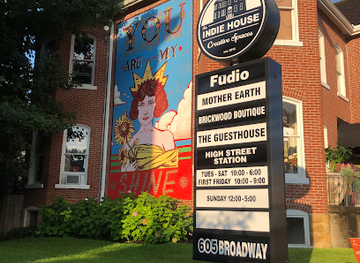 YOU
ARE MY
SHINE
INDIE HOUSE
Creative Spaces
Fudio
MOTHER EARTH
BRICKWOOD BOUTIQUE
THE GUESTHOUSE
HIGH STREET
STATION
TUES - SAT 10:00 - 6:00
FIRST FRIDAY 10:00 - 9:00
SUNDAY 12:00-5:00
605 BROADWAY